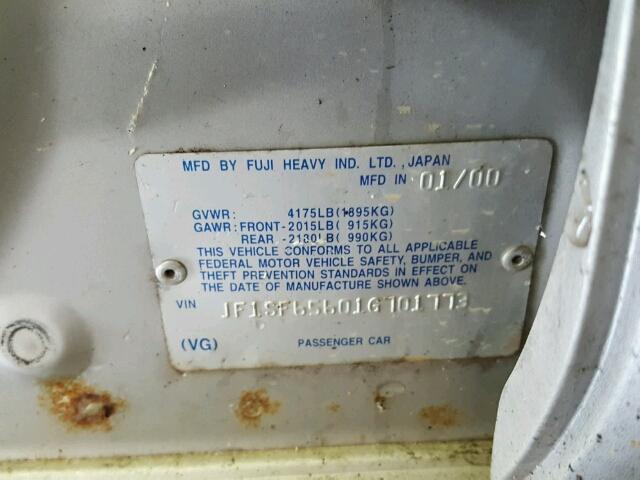 MFD BY FUJI HEAVY IND. LTD., JAPAN
MFD IN 01/00
GVWR: 4175LB(1895KG)
GAWR: FRONT-2015LB( 915KG)
REAR -2180LB( 990KG)
THIS VEHICLE CONFORMS TO ALL APPLICABLE
FEDERAL MOTOR VEHICLE SAFETY, BUMPER, AND
THEFT PREVENTION STANDARDS IN EFFECT ON
THE DATE OF MANUFACTURE SHOWN ABOVE.
VIN
(VG) PASSENGER CAR